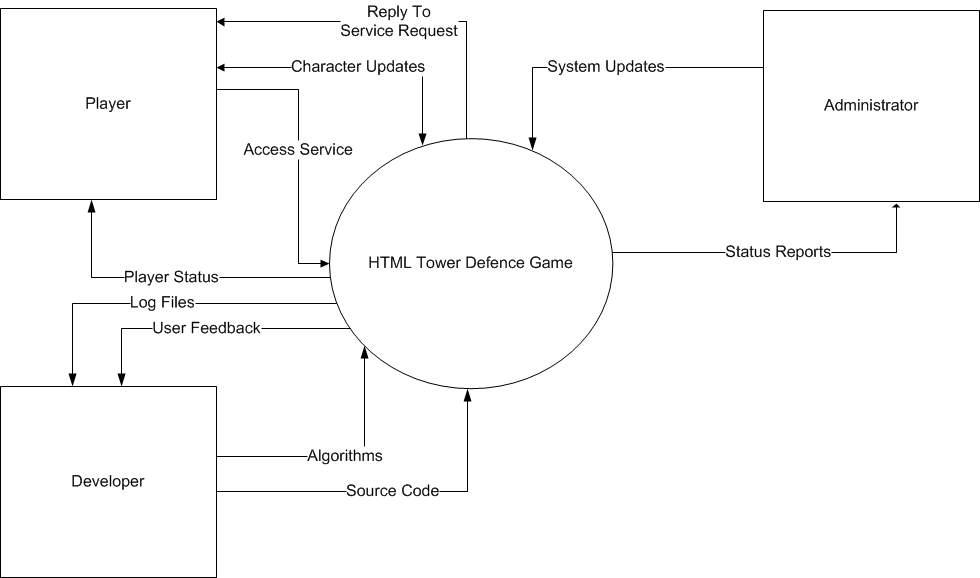 Reply To
Service Request
Character Updates
System Updates
Player
Administrator
Access Service
Status Reports
HTML Tower Defence Game
Player Status
Log Files
User Feedback
Algorithms
Developer
Source Code